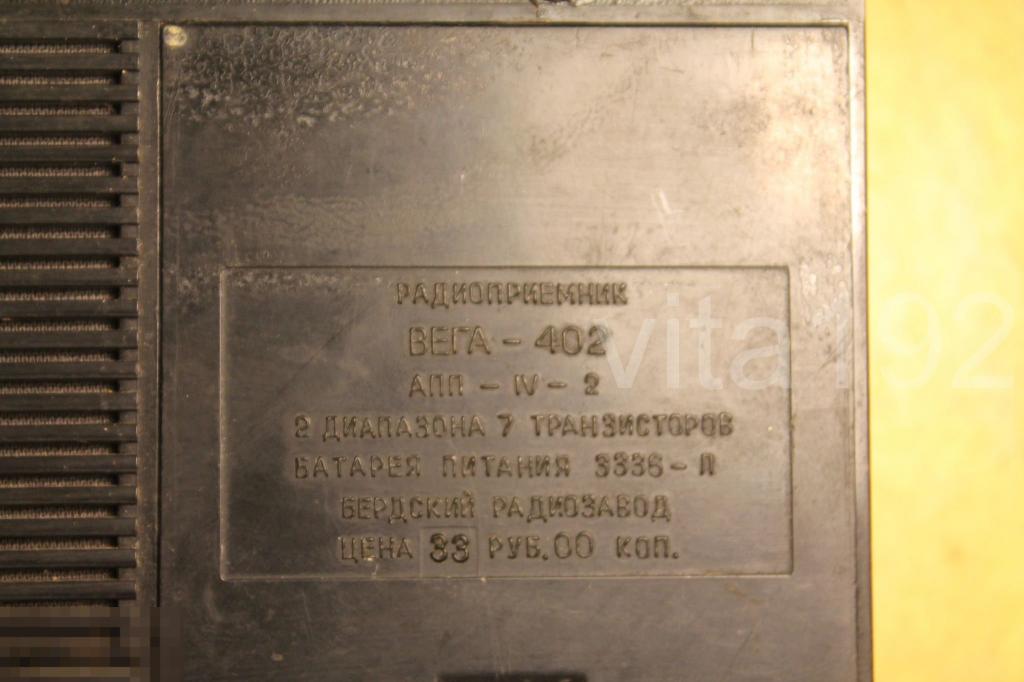 РАДИОПРИЕМНИК
ВЕГА - 402
АПП - IV - 2
2 ДИАПАЗОНА 7 ТРАНЗИСТОРОВ
БАТАРЕЯ ПИТАНИЯ 3336 - Л
БЕРДСКИЙ РАДИОЗАВОД
ЦЕНА 33 РУБ. 00 КОП.
vita192